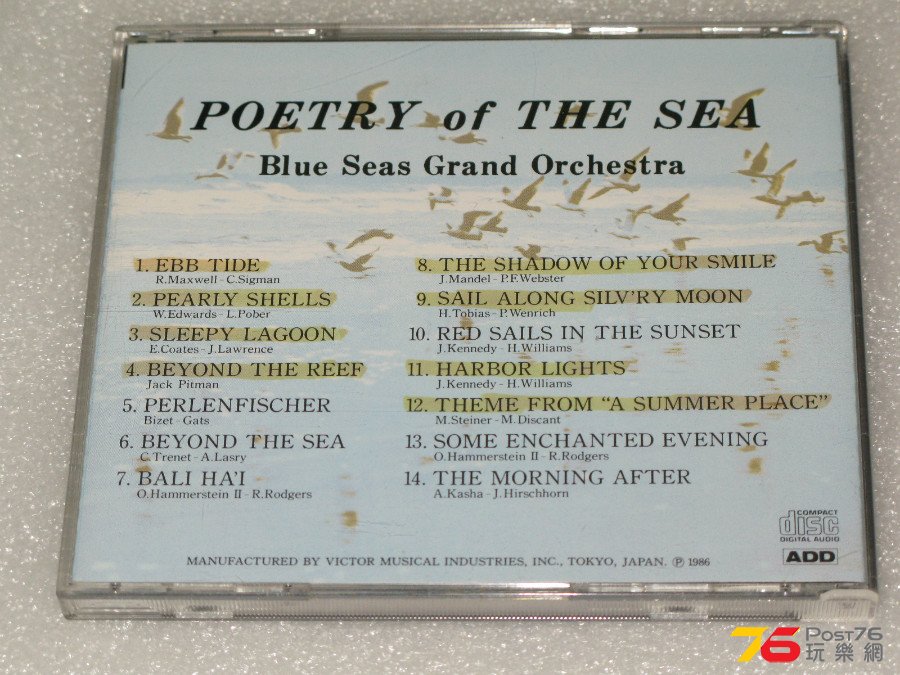 POETRY of THE SEA
Blue Seas Grand Orchestra
1. EBB TIDE
R.Maxwell-C.Sigman
2. PEARLY SHELLS
W.Edwards-L.Pober
3. SLEEPY LAGOON
E.Coates-J.Lawrence
4. BEYOND THE REEF
Jack Pitman
5. PERLENFISCHER
Bizet-Gats
6. BEYOND THE SEA
C.Trenet-A.Lasry
7. BALI HA'I
O.Hammerstein II-R.Rodgers
8. THE SHADOW OF YOUR SMILE
J.Mandel-P.F.Webster
9. SAIL ALONG SILV'RY MOON
H.Tobias-P.Wenrich
10. RED SAILS IN THE SUNSET
J.Kennedy-H.Williams
11. HARBOR LIGHTS
J.Kennedy-H.Williams
12. THEME FROM "A SUMMER PLACE"
M.Steiner-M.Discant
13. SOME ENCHANTED EVENING
O.Hammerstein II-R.Rodgers
14. THE MORNING AFTER
A.Kasha-J.Hirschhorn
COMPACT
disc
DIGITAL AUDIO
ADD
MANUFACTURED BY VICTOR MUSICAL INDUSTRIES, INC., TOKYO, JAPAN. Ⓟ 1986
76 Post76
玩樂網